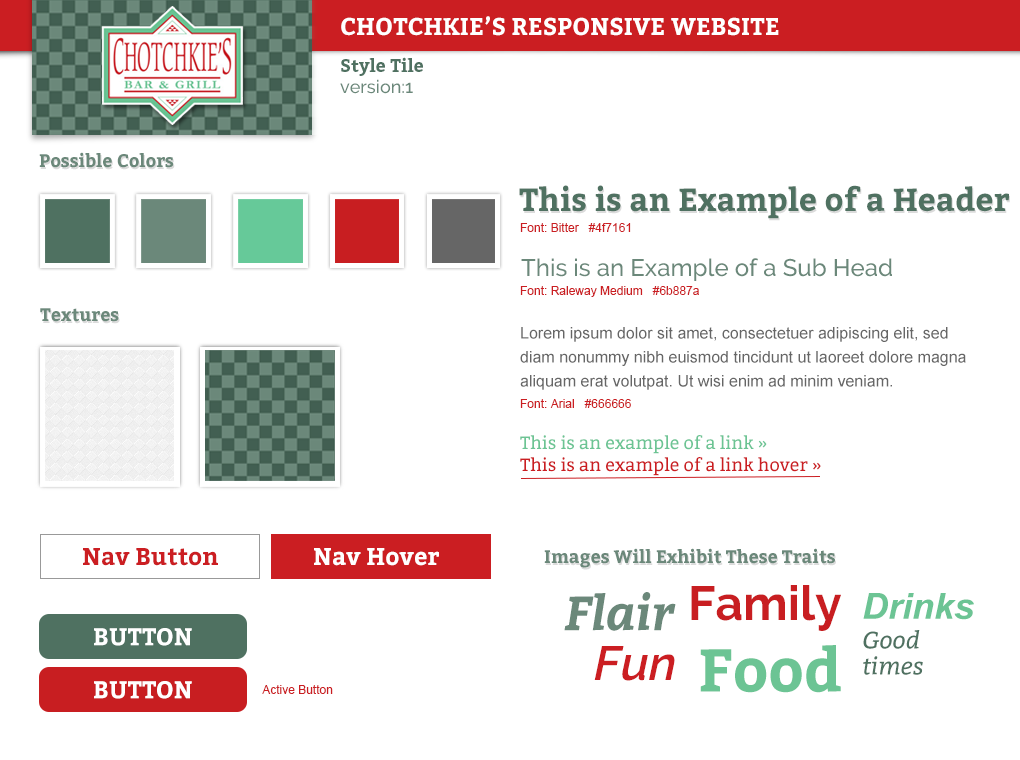 CHOTCHKIE'S
BAR & GRILL
CHOTCHKIE’S RESPONSIVE WEBSITE
Style Tile
version:1
Possible Colors
This is an Example of a Header
Font: Bitter #4f7161
This is an Example of a Sub Head
Font: Raleway Medium #6b887a
Textures
Lorem ipsum dolor sit amet, consectetuer adipiscing elit, sed
diam nonummy nibh euismod tincidunt ut laoreet dolore magna
aliquam erat volutpat. Ut wisi enim ad minim veniam.
Font: Arial #666666
This is an example of a link »
This is an example of a link hover »
Nav Button
Nav Hover
BUTTON
BUTTON
Active Button
Images Will Exhibit These Traits
Flair
Family
Drinks
Fun
Food
Good
times